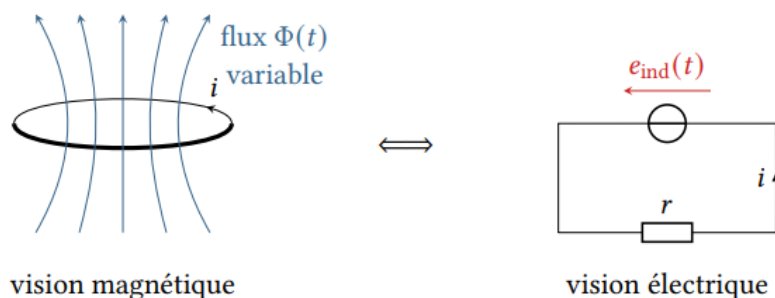 flux Φ(t)
variable
i
e_ind(t)
⟺
i
r
vision magnétique
vision électrique